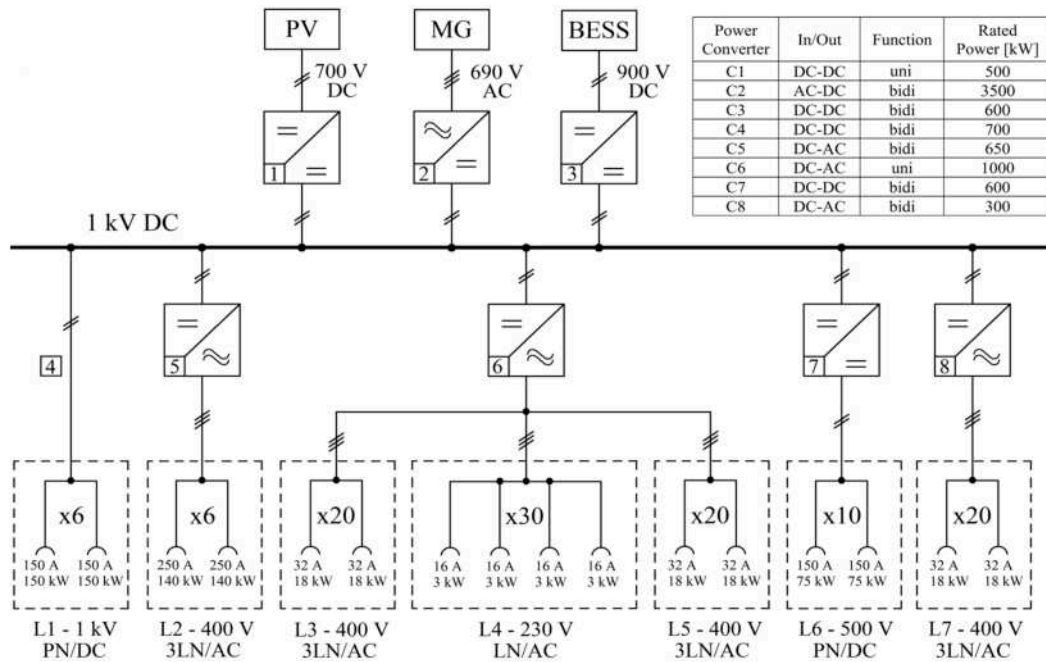 PV
MG
BESS
700 V
DC
690 V
AC
900 V
DC
1
2
3
Power
Converter
In/Out
Function
Rated
Power [kW]
C1 DC-DC uni 500
C2 AC-DC bidi 3500
C3 DC-DC bidi 600
C4 DC-DC bidi 700
C5 DC-AC bidi 650
C6 DC-AC uni 1000
C7 DC-DC bidi 600
C8 DC-AC bidi 300
1 kV DC
4
5
6
7
8
x6
150 A
150 kW
150 A
150 kW
L1 - 1 kV
PN/DC
x6
250 A
140 kW
250 A
140 kW
L2 - 400 V
3LN/AC
x20
32 A
18 kW
32 A
18 kW
L3 - 400 V
3LN/AC
x30
16 A
3 kW
16 A
3 kW
16 A
3 kW
16 A
3 kW
L4 - 230 V
LN/AC
x20
32 A
18 kW
32 A
18 kW
L5 - 400 V
3LN/AC
x10
150 A
75 kW
150 A
75 kW
L6 - 500 V
PN/DC
x20
32 A
18 kW
32 A
18 kW
L7 - 400 V
3LN/AC